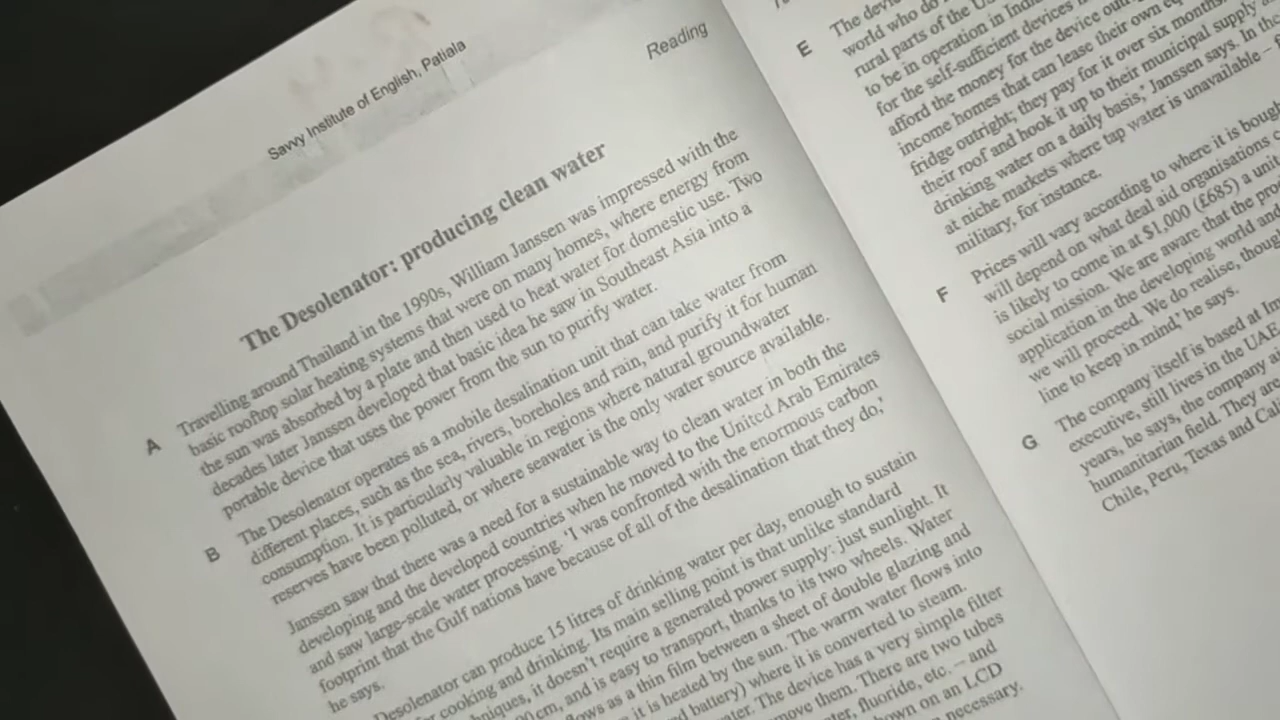 Savvy Institute of English, Patiala
Reading
The Desolenator: producing clean water
A
Travelling around Thailand in the 1990s, William Janssen was impressed with the
basic rooftop solar heating systems that were on many homes, where energy from
the sun was absorbed by a plate and then used to heat water for domestic use. Two
decades later Janssen developed that basic idea he saw in Southeast Asia into a
portable device that uses the power from the sun to purify water.
B
The Desolenator operates as a mobile desalination unit that can take water from
different places, such as the sea, rivers, boreholes and rain, and purify it for human
consumption. It is particularly valuable in regions where natural groundwater
reserves have been polluted, or where seawater is the only water source available.
Janssen saw that there was a need for a sustainable way to clean water in both the
developing and the developed countries when he moved to the United Arab Emirates
and saw large-scale water processing. 'I was confronted with the enormous carbon
footprint that the Gulf nations have because of all of the desalination that they do,'
he says.
Desolenator can produce 15 litres of drinking water per day, enough to sustain
cooking and drinking. Its main selling point is that unlike standard
it doesn't require a generated power supply: just sunlight. It
and is easy to transport, thanks to its two wheels. Water
as a thin film between a sheet of double glazing and
it is heated by the sun. The warm water flows into
battery) where it is converted to steam.
The device has a very simple filter
them. There are two tubes
fluoride, etc. – and
on an LCD
necessary.
E
The
world who do
rural parts of the
to be in operation in
for the self-sufficient devices
afford the money for the device
income homes that can lease their own
fridge outright; they pay for it over six months
their roof and hook it up to their municipal supply
drinking water on a daily basis,' Janssen says. In
at niche markets where tap water is unavailable –
military, for instance.
F
Prices will vary according to where it is
will depend on what deal aid organisations
is likely to come in at $1,000 (£685) a unit
social mission. We are aware that the
application in the developing world and
we will proceed. We do realise, though
line to keep in mind,' he says.
G
The company itself is based at
executive, still lives in the UAE
years, he says, the company
humanitarian field. They are
Chile, Peru, Texas and